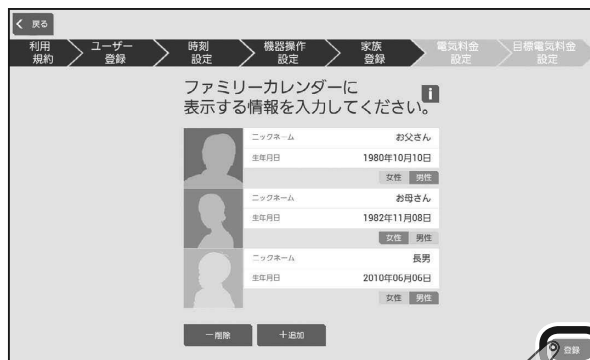 戻る
利用
規約
ユーザー
登録
時刻
設定
機器操作
設定
家族
登録
電気料金
設定
目標電気料金
設定
ファミリーカレンダーに
表示する情報を入力してください。
i
ニックネーム お父さん
生年月日 1980年10月10日
女性 男性
ニックネーム お母さん
生年月日 1982年11月08日
女性 男性
ニックネーム 長男
生年月日 2010年06月06日
女性 男性
－削除 ＋追加
登録